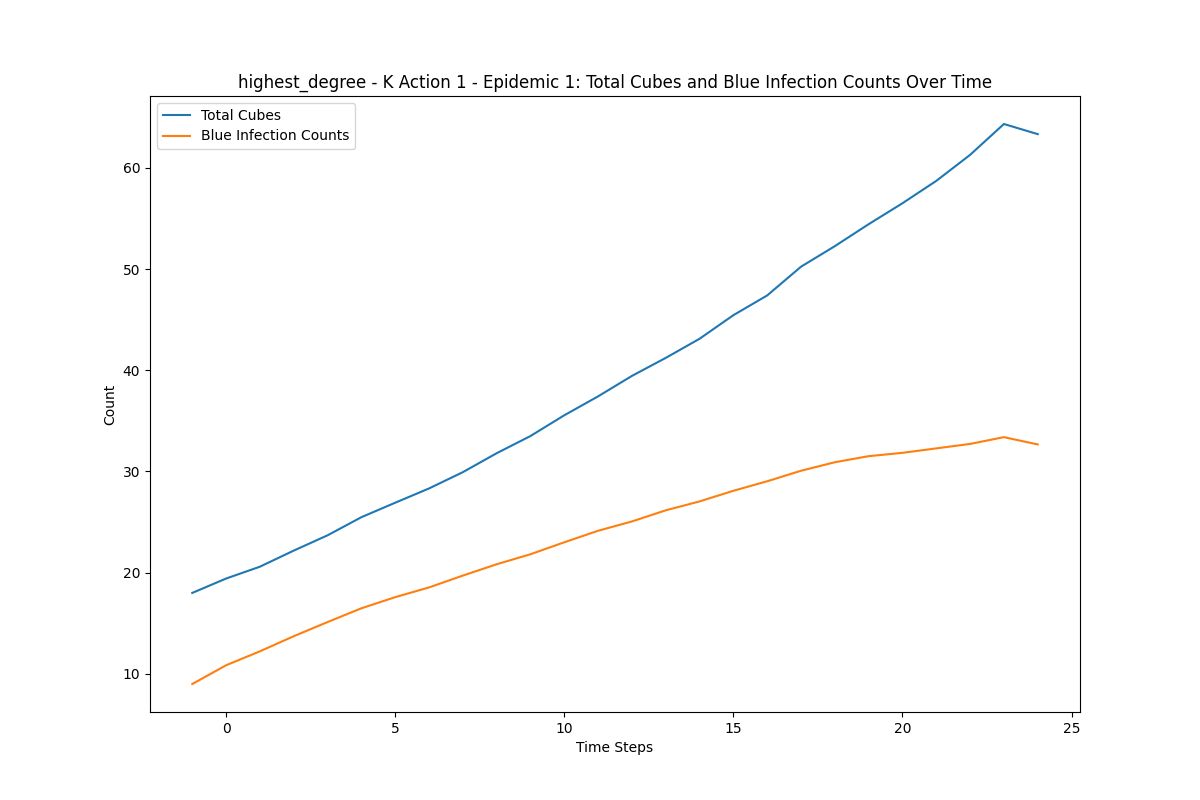 highest_degree - K Action 1 - Epidemic 1: Total Cubes and Blue Infection Counts Over Time
Total Cubes
Blue Infection Counts
60
50
40
30
20
10
Count
0
5
10
15
20
25
Time Steps